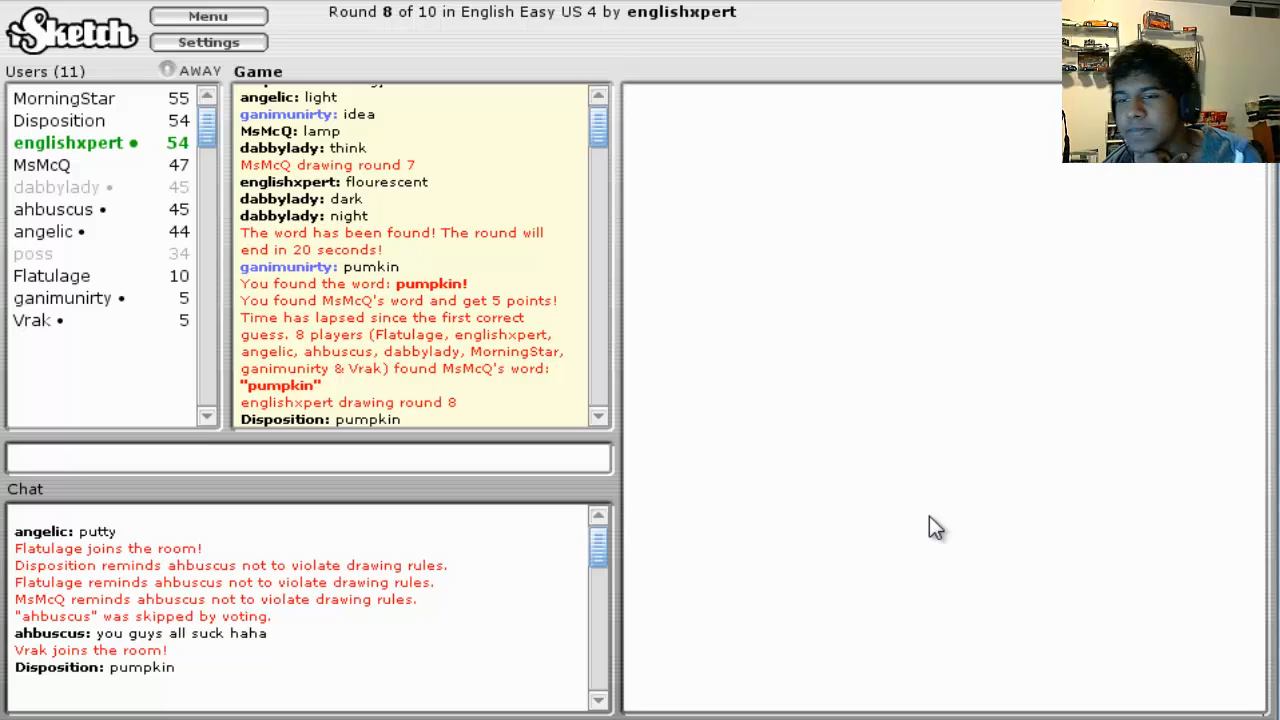 iSketch
Menu
Settings
Round 8 of 10 in English Easy US 4 by englishxpert
Users (11)
AWAY
MorningStar 55
Disposition 54
englishxpert • 54
MsMcQ 47
dabbylady • 45
ahbuscus • 45
angelic • 44
poss 34
Flatulage 10
ganimunirty • 5
Vrak • 5
Game
angelic: light
ganimunirty: idea
MsMcQ: lamp
dabbylady: think
MsMcQ drawing round 7
englishxpert: flourescent
dabbylady: dark
dabbylady: night
The word has been found! The round will
end in 20 seconds!
ganimunirty: pumkin
You found the word: pumpkin!
You found MsMcQ's word and get 5 points!
Time has lapsed since the first correct
guess. 8 players (Flatulage, englishxpert,
angelic, ahbuscus, dabbylady, MorningStar,
ganimunirty & Vrak) found MsMcQ's word:
"pumpkin"
englishxpert drawing round 8
Disposition: pumpkin
Chat
angelic: putty
Flatulage joins the room!
Disposition reminds ahbuscus not to violate drawing rules.
Flatulage reminds ahbuscus not to violate drawing rules.
MsMcQ reminds ahbuscus not to violate drawing rules.
"ahbuscus" was skipped by voting.
ahbuscus: you guys all suck haha
Vrak joins the room!
Disposition: pumpkin